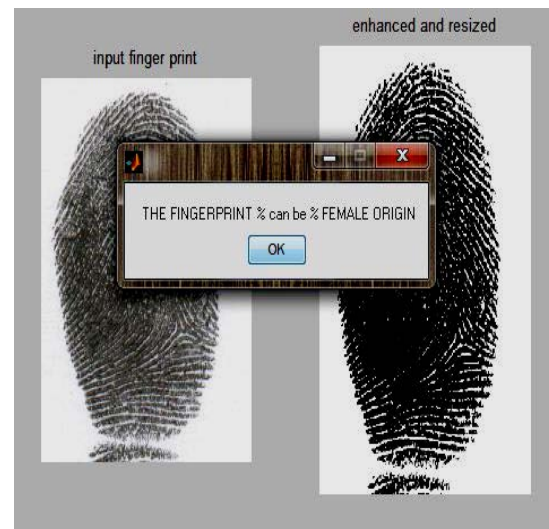 enhanced and resized
input finger print
THE FINGERPRINT % can be % FEMALE ORIGIN
OK